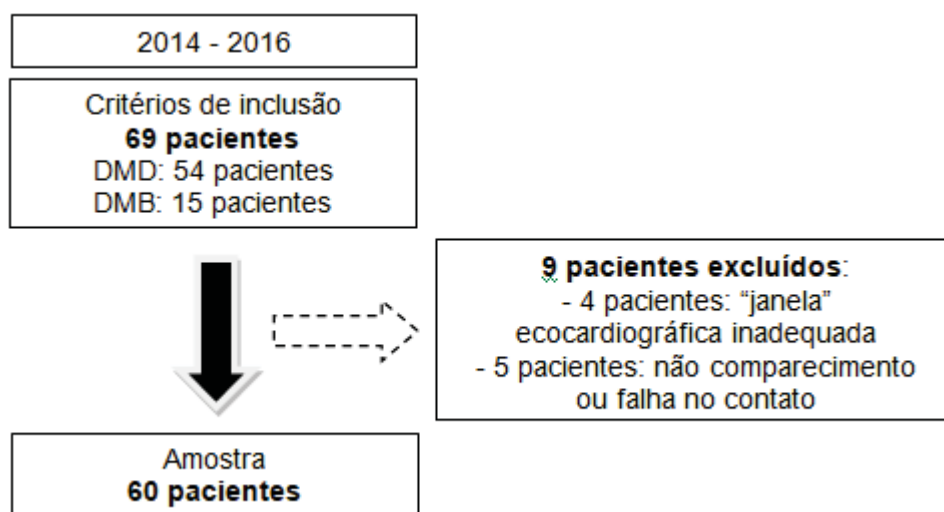 2014 - 2016
Critérios de inclusão
69 pacientes
DMD: 54 pacientes
DMB: 15 pacientes
9 pacientes excluídos:
- 4 pacientes: “janela”
ecocardiográfica inadequada
- 5 pacientes: não comparecimento
ou falha no contato
Amostra
60 pacientes